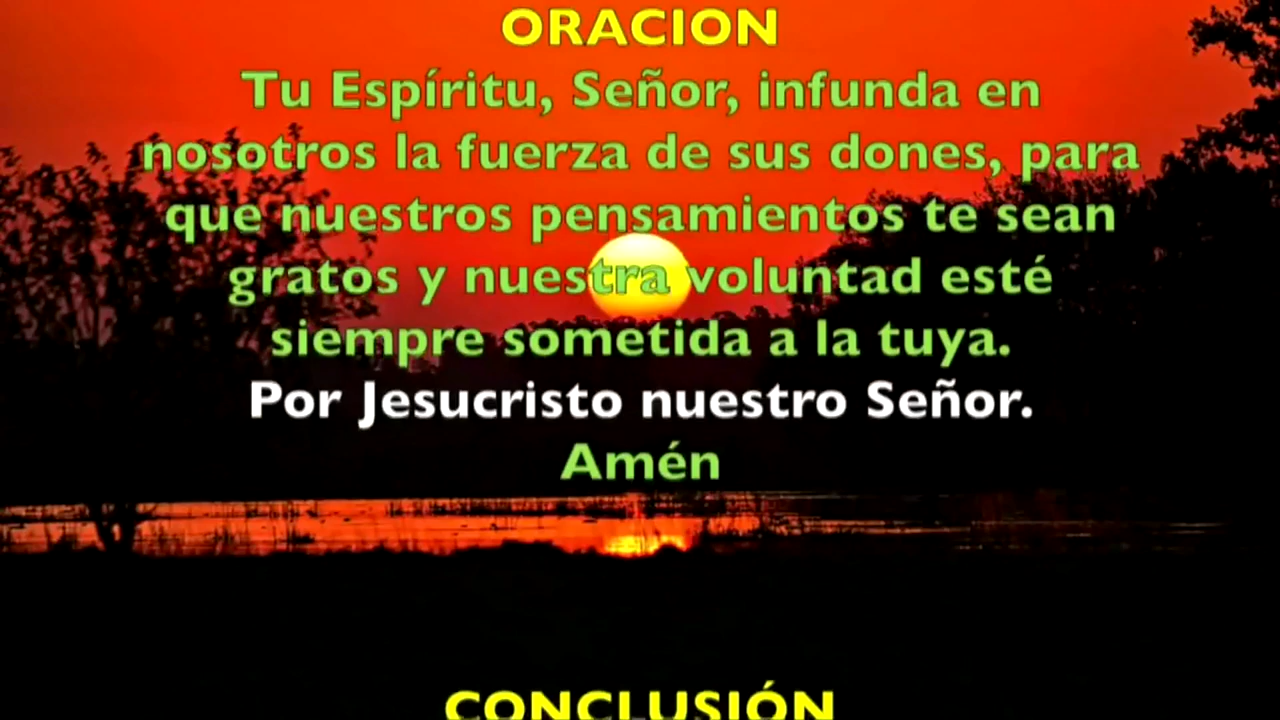 ORACION
Tu Espíritu, Señor, infunda en
nosotros la fuerza de sus dones, para
que nuestros pensamientos te sean
gratos y nuestra voluntad esté
siempre sometida a la tuya.
Por Jesucristo nuestro Señor.
Amén
CONCLUSIÓN